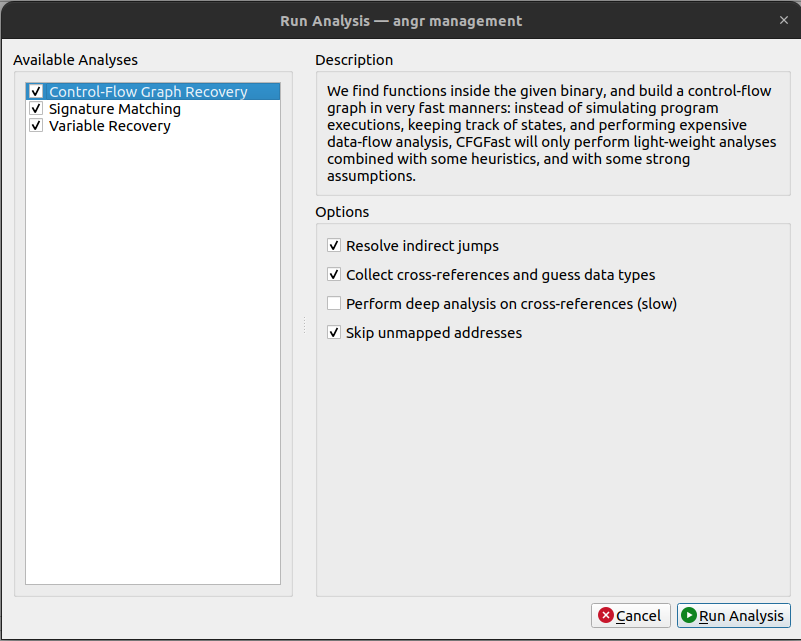 Run Analysis — angr management
Available Analyses
Control-Flow Graph Recovery
Signature Matching
Variable Recovery
Description
We find functions inside the given binary, and build a control-flow
graph in very fast manners: instead of simulating program
executions, keeping track of states, and performing expensive
data-flow analysis, CFGFast will only perform light-weight analyses
combined with some heuristics, and with some strong
assumptions.
Options
Resolve indirect jumps
Collect cross-references and guess data types
Perform deep analysis on cross-references (slow)
Skip unmapped addresses
Cancel
Run Analysis